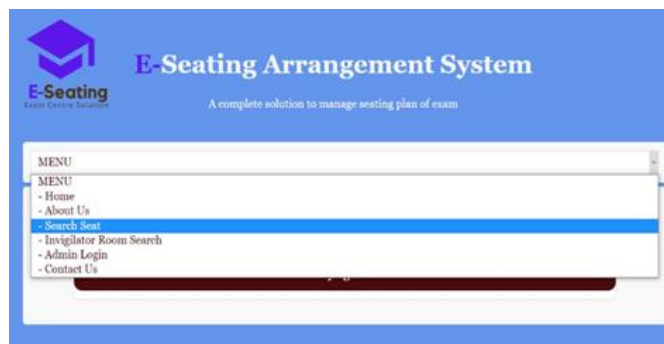 E-Seating Arrangement System
E-Seating
Exam Centre Solution
A complete solution to manage seating plan of exam
MENU
MENU
- Home
- About Us
- Search Seat
- Invigilator Room Search
- Admin Login
- Contact Us